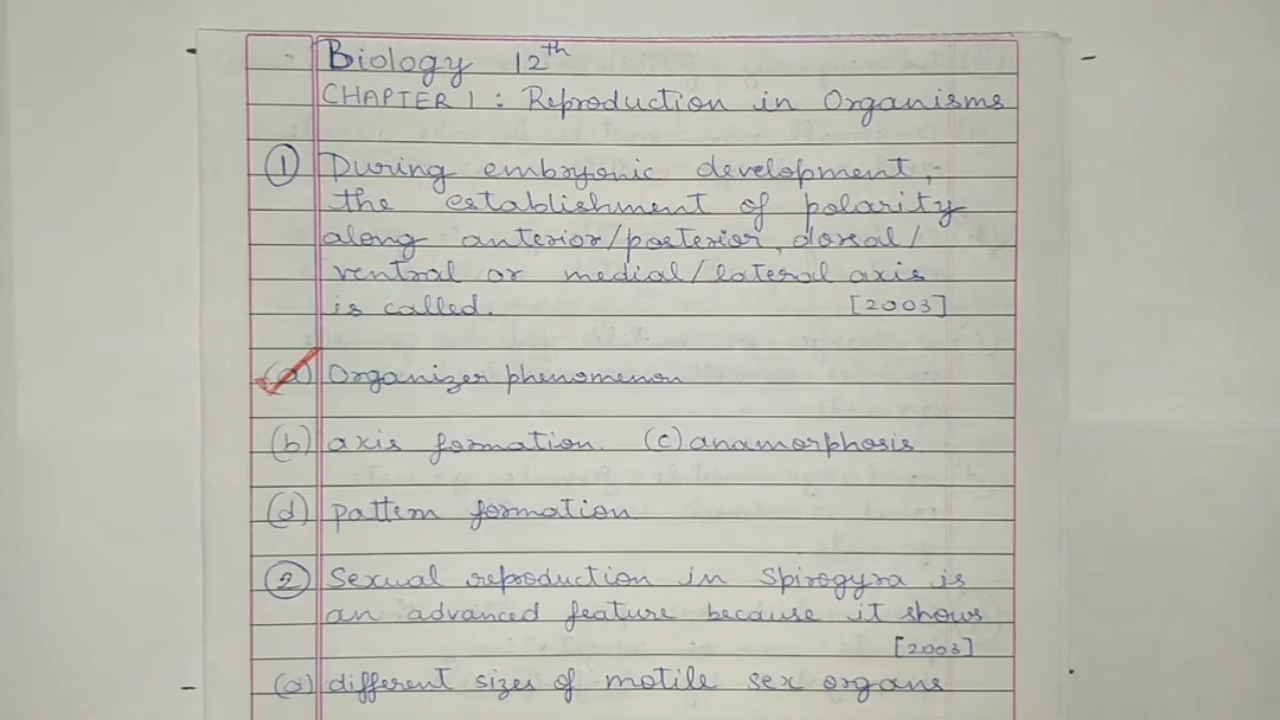 Biology 12th
CHAPTER 1 : Reproduction in Organisms
① During embryonic development,
the establishment of polarity
along anterior/posterior, dorsal/
ventral or medial/lateral axis
is called. [2003]
(a) Organizer phenomenon
(b) axis formation. (c) anamorphosis
(d) pattern formation
② Sexual reproduction in Spirogyra is
an advanced feature because it shows
[2003]
(a) different sizes of motile sex organs